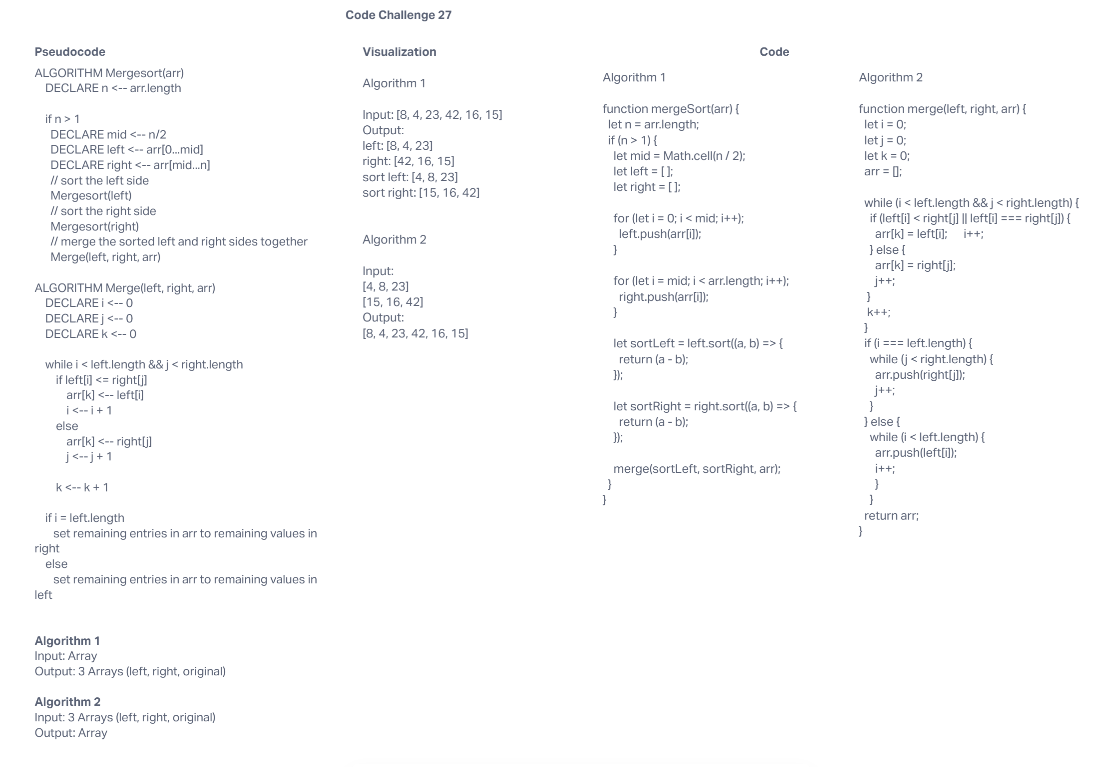 Code Challenge 27
Pseudocode
ALGORITHM Mergesort(arr)
DECLARE n <-- arr.length
if n > 1
DECLARE mid <-- n/2
DECLARE left <-- arr[0...mid]
DECLARE right <-- arr[mid...n]
// sort the left side
Mergesort(left)
// sort the right side
Mergesort(right)
// merge the sorted left and right sides together
Merge(left, right, arr)
ALGORITHM Merge(left, right, arr)
DECLARE i <-- 0
DECLARE j <-- 0
DECLARE k <-- 0
while i < left.length && j < right.length
if left[i] <= right[j]
arr[k] <-- left[i]
i <-- i + 1
else
arr[k] <-- right[j]
j <-- j + 1
k <-- k + 1
if i = left.length
set remaining entries in arr to remaining values in
right
else
set remaining entries in arr to remaining values in
left
Algorithm 1
Input: Array
Output: 3 Arrays (left, right, original)
Algorithm 2
Input: 3 Arrays (left, right, original)
Output: Array
Visualization
Algorithm 1
Input: [8, 4, 23, 42, 16, 15]
Output:
left: [8, 4, 23]
right: [42, 16, 15]
sort left: [4, 8, 23]
sort right: [15, 16, 42]
Algorithm 2
Input:
[4, 8, 23]
[15, 16, 42]
Output:
[8, 4, 23, 42, 16, 15]
Code
Algorithm 1
function mergeSort(arr) {
let n = arr.length;
if (n > 1) {
let mid = Math.cell(n / 2);
let left = [ ];
let right = [ ];
for (let i = 0; i < mid; i++);
left.push(arr[i]);
}
for (let i = mid; i < arr.length; i++);
right.push(arr[i]);
}
let sortLeft = left.sort((a, b) => {
return (a - b);
});
let sortRight = right.sort((a, b) => {
return (a - b);
});
merge(sortLeft, sortRight, arr);
}
}
Algorithm 2
function merge(left, right, arr) {
let i = 0;
let j = 0;
let k = 0;
arr = [];
while (i < left.length && j < right.length) {
if (left[i] < right[j] || left[i] === right[j]) {
arr[k] = left[i]; i++;
} else {
arr[k] = right[j];
j++;
}
k++;
}
if (i === left.length) {
while (j < right.length) {
arr.push(right[j]);
j++;
}
} else {
while (i < left.length) {
arr.push(left[i]);
i++;
}
}
return arr;
}